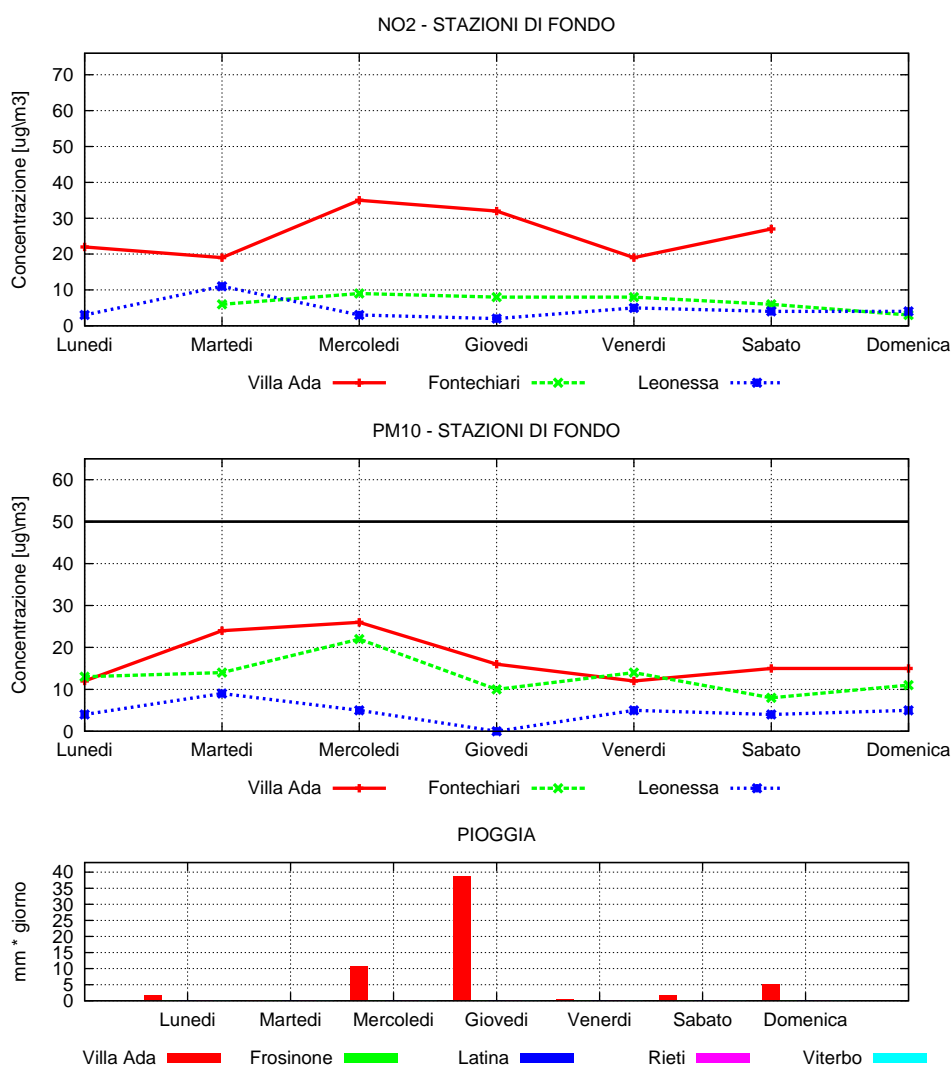 NO2 - STAZIONI DI FONDO
Concentrazione [ug\m3]
70
60
50
40
30
20
10
0
Lunedi Martedi Mercoledi Giovedi Venerdi Sabato Domenica
Villa Ada Fontechiari Leonessa
PM10 - STAZIONI DI FONDO
Concentrazione [ug\m3]
60
50
40
30
20
10
0
Lunedi Martedi Mercoledi Giovedi Venerdi Sabato Domenica
Villa Ada Fontechiari Leonessa
PIOGGIA
mm * giorno
40
35
30
25
20
15
10
5
0
Lunedi Martedi Mercoledi Giovedi Venerdi Sabato Domenica
Villa Ada Frosinone Latina Rieti Viterbo